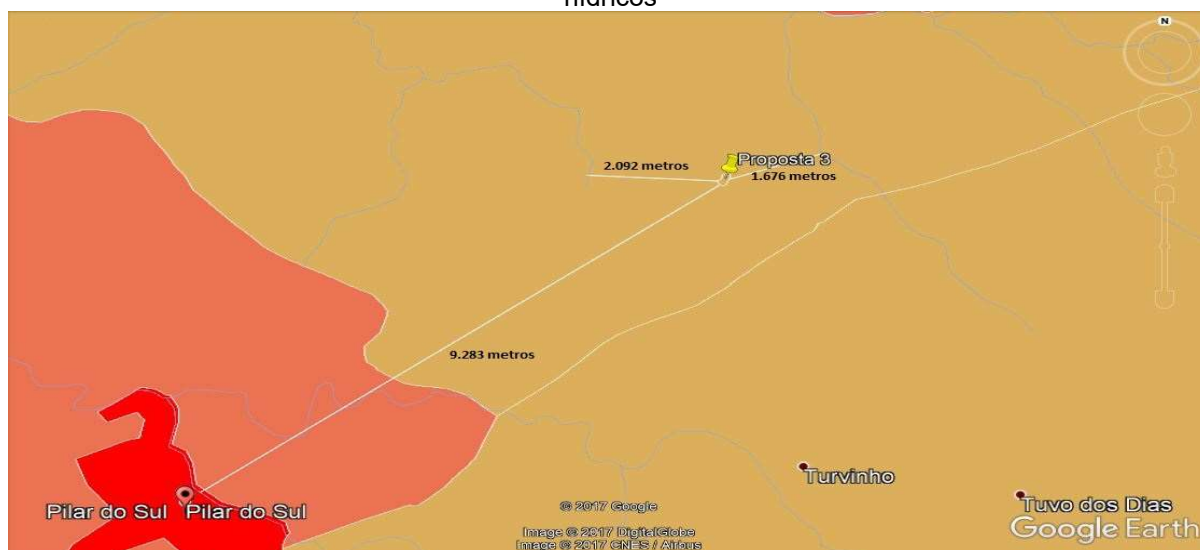 hídricos
N
Proposta 3
2.092 metros
1.676 metros
9.283 metros
Turvinho
Pilar do Sul Pilar do Sul
Tuvo dos Dias
© 2017 Google
Image © 2017 DigitalGlobe
Image © 2017 CNES / Airbus
Google Earth